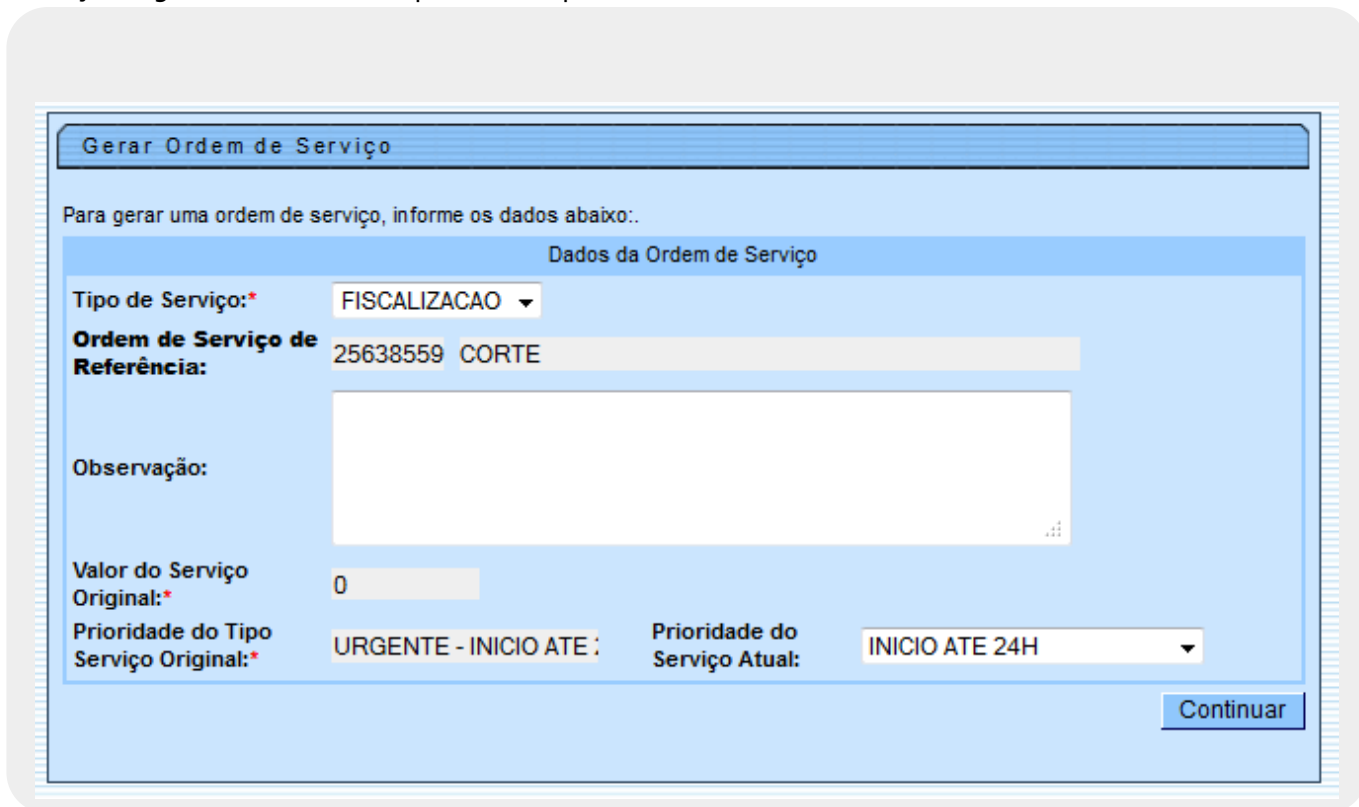 Gerar Ordem de Serviço
Para gerar uma ordem de serviço, informe os dados abaixo:.
Dados da Ordem de Serviço
Tipo de Serviço:* FISCALIZACAO
Ordem de Serviço de Referência: 25638559 CORTE
Observação:
Valor do Serviço Original:* 0
Prioridade do Tipo Serviço Original:* URGENTE - INICIO ATE Prioridade do Serviço Atual: INICIO ATE 24H
Continuar